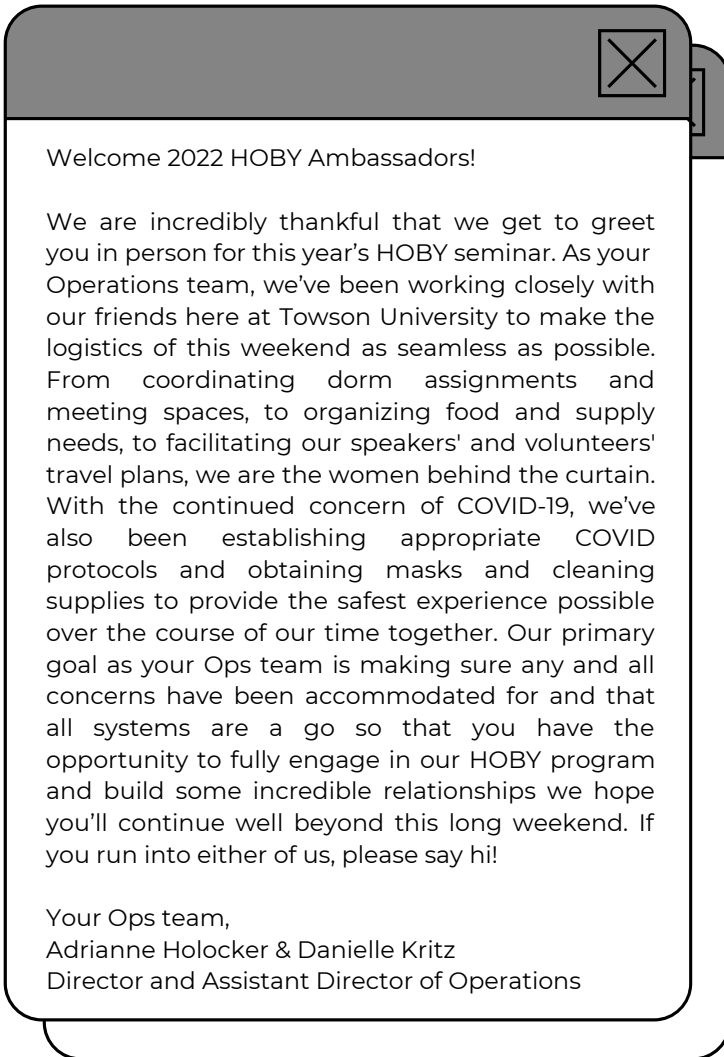 Welcome 2022 HOBY Ambassadors!
We are incredibly thankful that we get to greet
you in person for this year’s HOBY seminar. As your
Operations team, we’ve been working closely with
our friends here at Towson University to make the
logistics of this weekend as seamless as possible.
From coordinating dorm assignments and
meeting spaces, to organizing food and supply
needs, to facilitating our speakers' and volunteers'
travel plans, we are the women behind the curtain.
With the continued concern of COVID-19, we’ve
also been establishing appropriate COVID
protocols and obtaining masks and cleaning
supplies to provide the safest experience possible
over the course of our time together. Our primary
goal as your Ops team is making sure any and all
concerns have been accommodated for and that
all systems are a go so that you have the
opportunity to fully engage in our HOBY program
and build some incredible relationships we hope
you’ll continue well beyond this long weekend. If
you run into either of us, please say hi!
Your Ops team,
Adrianne Holocker & Danielle Kritz
Director and Assistant Director of Operations